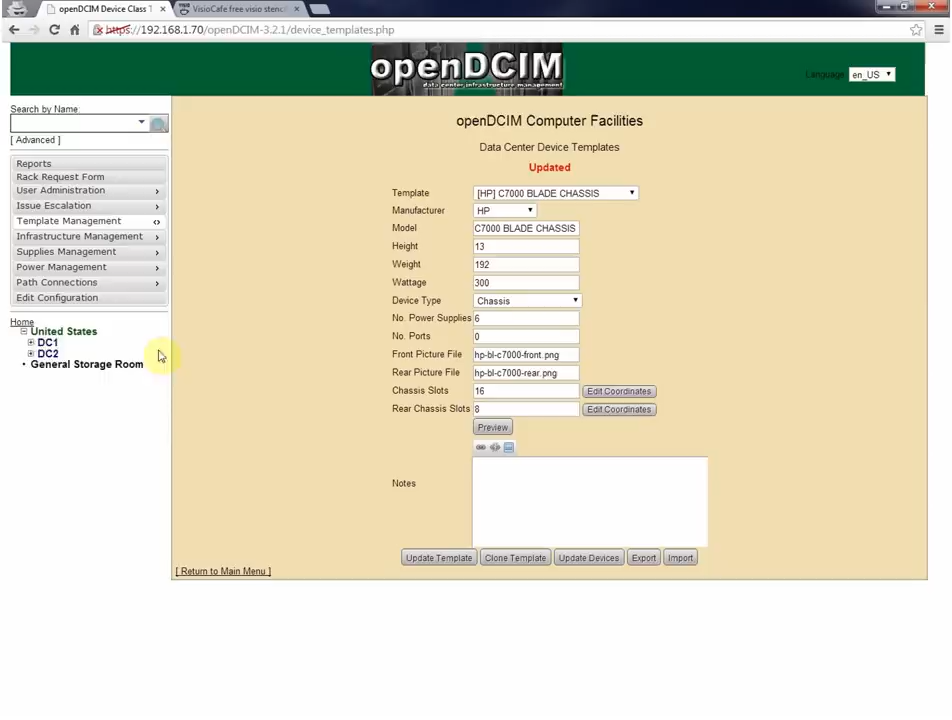 openDCIM Device Class T
VisioCafe free visio stenci
https://192.168.1.70/openDCIM-3.2.1/device_templates.php
openDCIM
data center infrastructure management
Language en_US
Search by Name:
[ Advanced ]
Reports
Rack Request Form
User Administration
Issue Escalation
Template Management
Infrastructure Management
Supplies Management
Power Management
Path Connections
Edit Configuration
Home
United States
DC1
DC2
General Storage Room
openDCIM Computer Facilities
Data Center Device Templates
Updated
Template [HP] C7000 BLADE CHASSIS
Manufacturer HP
Model C7000 BLADE CHASSIS
Height 13
Weight 192
Wattage 300
Device Type Chassis
No. Power Supplies 6
No. Ports 0
Front Picture File hp-bl-c7000-front.png
Rear Picture File hp-bl-c7000-rear.png
Chassis Slots 16 Edit Coordinates
Rear Chassis Slots 8 Edit Coordinates
Preview
Notes
Update Template Clone Template Update Devices Export Import
[ Return to Main Menu ]